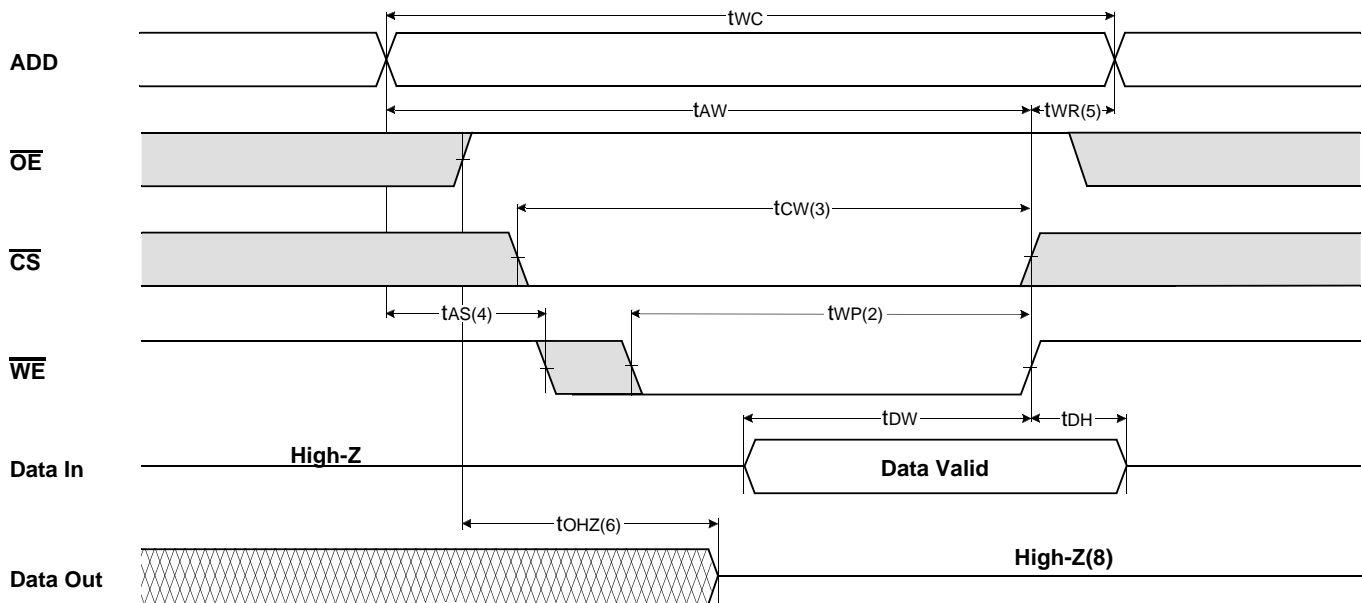 tWC
ADD
tAW
tWR(5)
OE
tCW(3)
CS
tAS(4)
tWP(2)
WE
tDW
tDH
High-Z
Data In
Data Valid
tOHZ(6)
High-Z(8)
Data Out